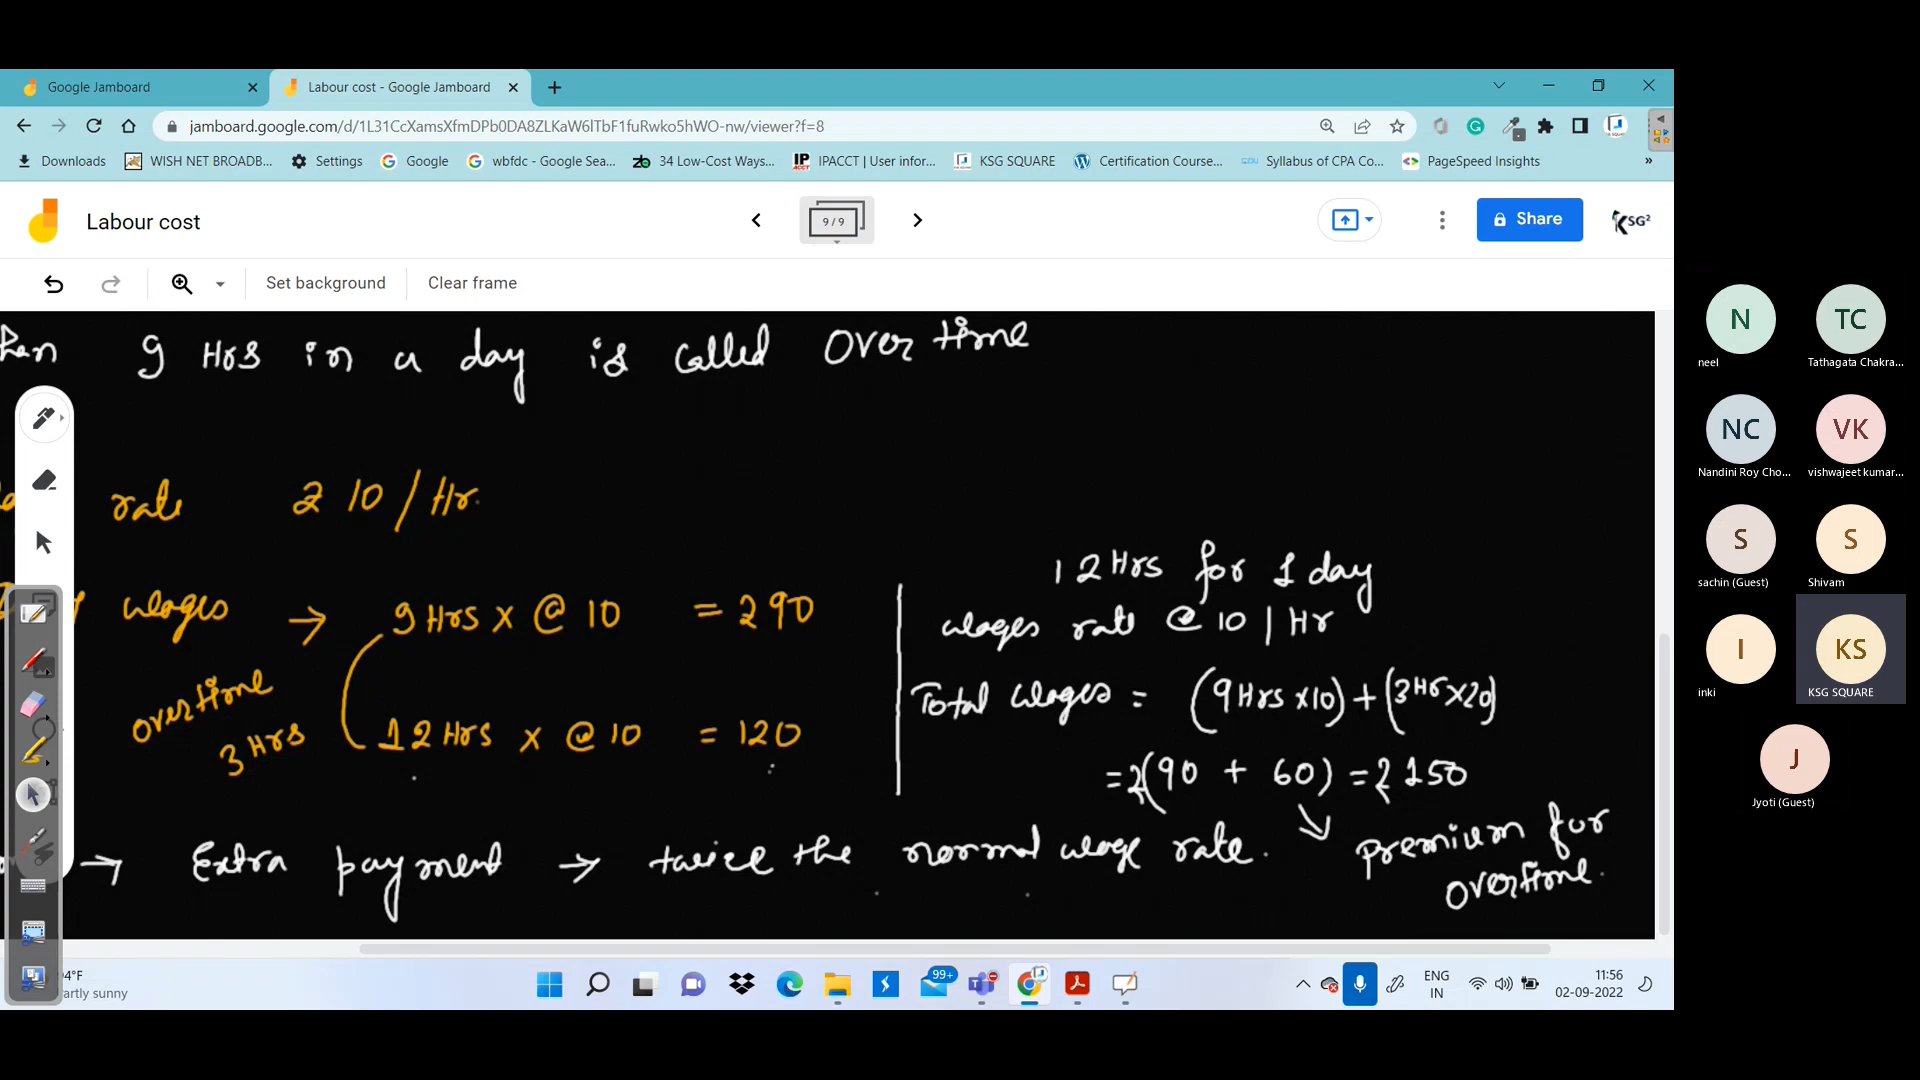 Google Jamboard
Labour cost - Google Jamboard
jamboard.google.com/d/1L31CcXamsXfmDPb0DA8ZLKaW6lTbF1fuRwko5hWO-nw/viewer?f=8
Downloads
WISH NET BROADB...
Settings
Google
wbfdc - Google Sea...
34 Low-Cost Ways...
IPACCT | User infor...
KSG SQUARE
Certification Course...
Syllabus of CPA Co...
PageSpeed Insights
»
Labour cost
9 / 9
Share
KSG²
Set background
Clear frame
9 Hrs in a day is called Overtime
rate ₹ 10 / Hr.
wages → 9 Hrs x @ 10 = ₹ 90
overtime
3 Hrs
12 Hrs x @ 10 = 120
12 Hrs for 1 day
wages rate @ 10 / Hr
Total wages = (9 Hrs x 10) + (3 Hr x 20)
= ₹ (90 + 60) = ₹ 150
→ Extra payment → twice the normal wage rate.
premium for
overtime.
N
neel
TC
Tathagata Chakra...
NC
Nandini Roy Cho...
VK
vishwajeet kumar...
S
sachin (Guest)
S
Shivam
I
inki
KS
KSG SQUARE
J
Jyoti (Guest)
99+
ENG
IN
11:56
02-09-2022